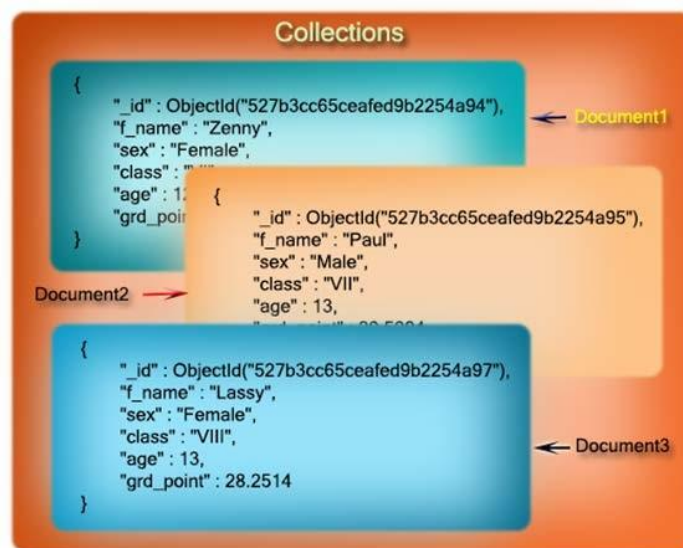 Collections
{
"_id" : ObjectId("527b3cc65ceafed9b2254a94"),
"f_name" : "Zenny",
"sex" : "Female",
"class" :
"age" :
}
Document1
{
"_id" : ObjectId("527b3cc65ceafed9b2254a95"),
"f_name" : "Paul",
"sex" : "Male",
"class" : "VII",
"age" : 13,
Document2
{
"_id" : ObjectId("527b3cc65ceafed9b2254a97"),
"f_name" : "Lassy",
"sex" : "Female",
"class" : "VIII",
"age" : 13,
"grd_point" : 28.2514
}
Document3